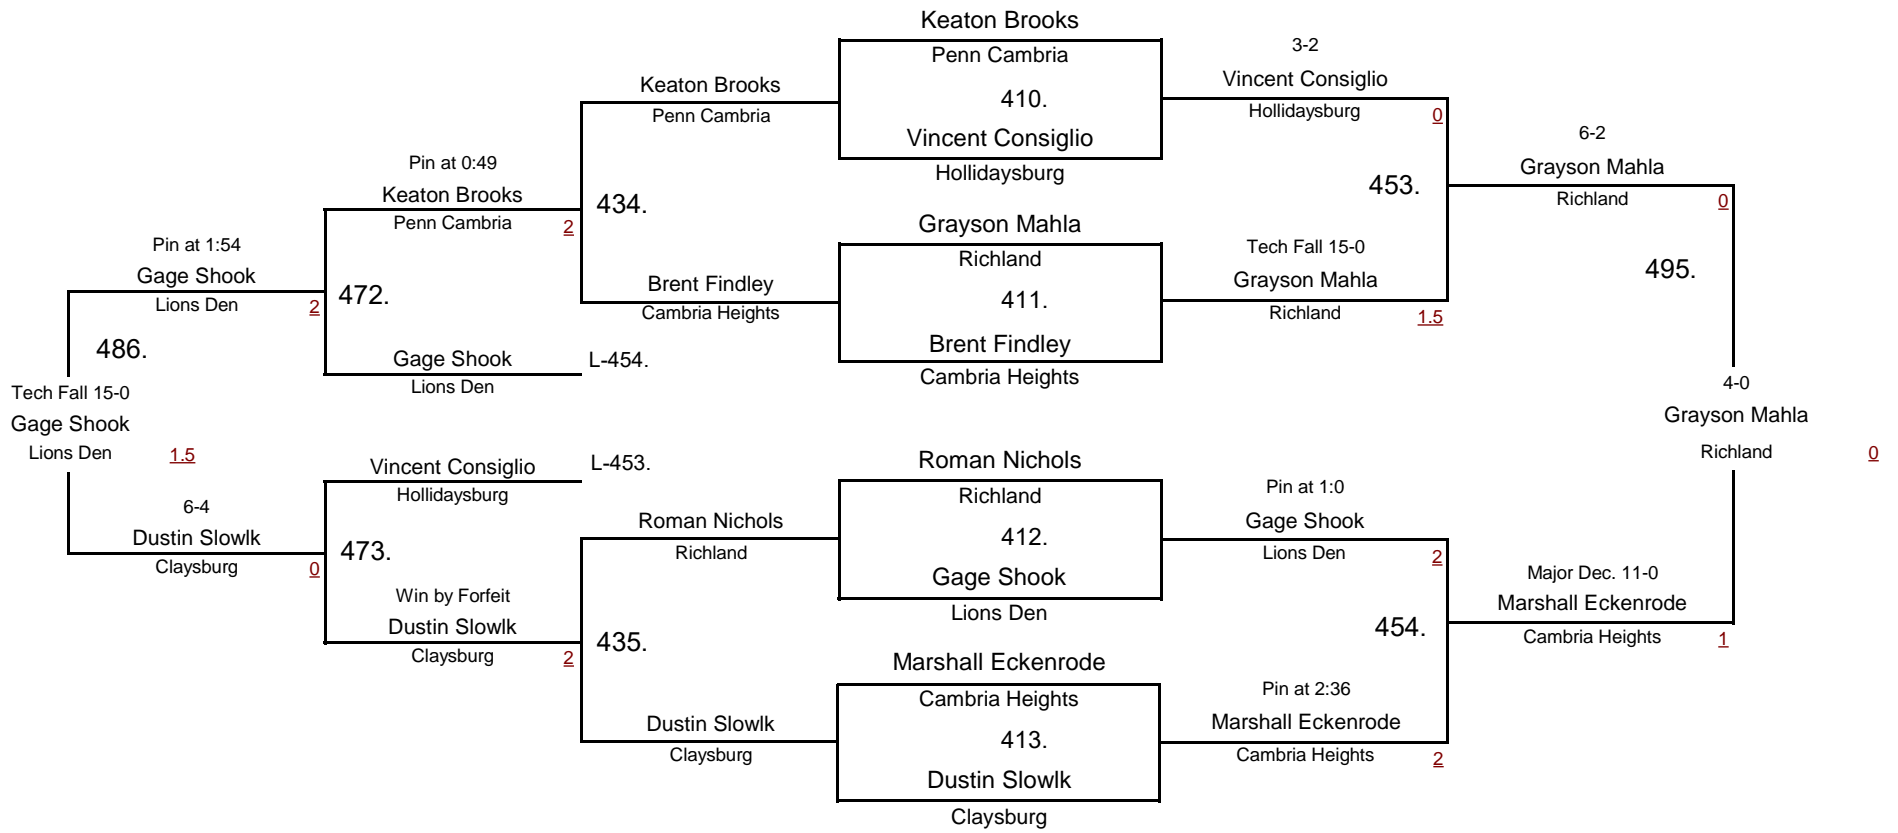 Keaton Brooks
Penn Cambria
410.
Vincent Consiglio
Hollidaysburg
Grayson Mahla
Richland
411.
Brent Findley
Cambria Heights
Roman Nichols
Richland
412.
Gage Shook
Lions Den
Marshall Eckenrode
Cambria Heights
413.
Dustin Slowlk
Claysburg
3-2
Vincent Consiglio
Hollidaysburg
0
453.
Tech Fall 15-0
Grayson Mahla
Richland
1.5
Pin at 1:0
Gage Shook
Lions Den
2
454.
Pin at 2:36
Marshall Eckenrode
Cambria Heights
2
6-2
Grayson Mahla
Richland
0
495.
Major Dec. 11-0
Marshall Eckenrode
Cambria Heights
1
4-0
Grayson Mahla
Richland
0
Keaton Brooks
Penn Cambria
434.
Brent Findley
Cambria Heights
Roman Nichols
Richland
435.
Dustin Slowlk
Claysburg
Pin at 0:49
Keaton Brooks
Penn Cambria
2
472.
Gage Shook
L-454.
Lions Den
Vincent Consiglio
L-453.
Hollidaysburg
473.
Win by Forfeit
Dustin Slowlk
Claysburg
2
Pin at 1:54
Gage Shook
Lions Den
2
486.
6-4
Dustin Slowlk
Claysburg
0
Tech Fall 15-0
Gage Shook
Lions Den
1.5